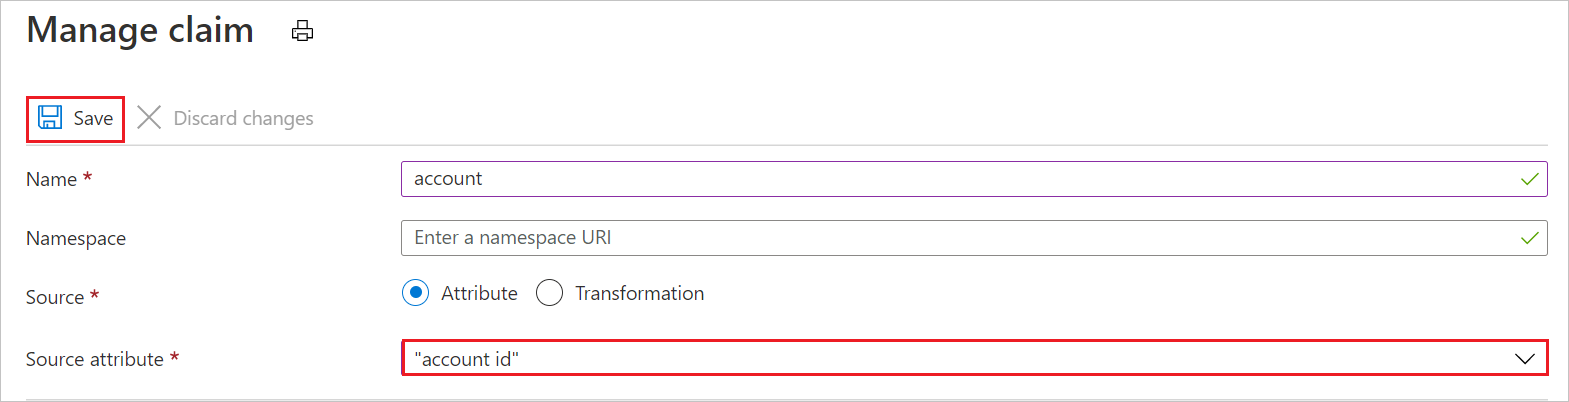 Manage claim
Save Discard changes
Name * account
Namespace Enter a namespace URI
Source * Attribute Transformation
Source attribute * "account id"